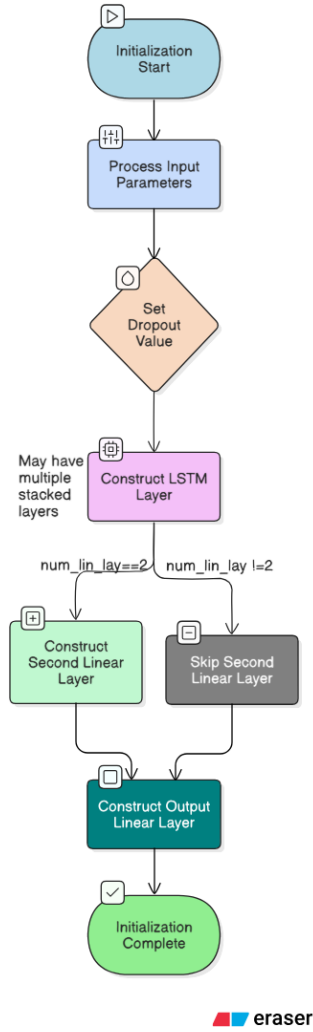 Initialization
Start
Process Input
Parameters
Set
Dropout
Value
May have
multiple
stacked
layers
Construct LSTM
Layer
num_lin_lay==2
num_lin_lay !=2
Construct
Second Linear
Layer
Skip Second
Linear Layer
Construct Output
Linear Layer
Initialization
Complete
eraser